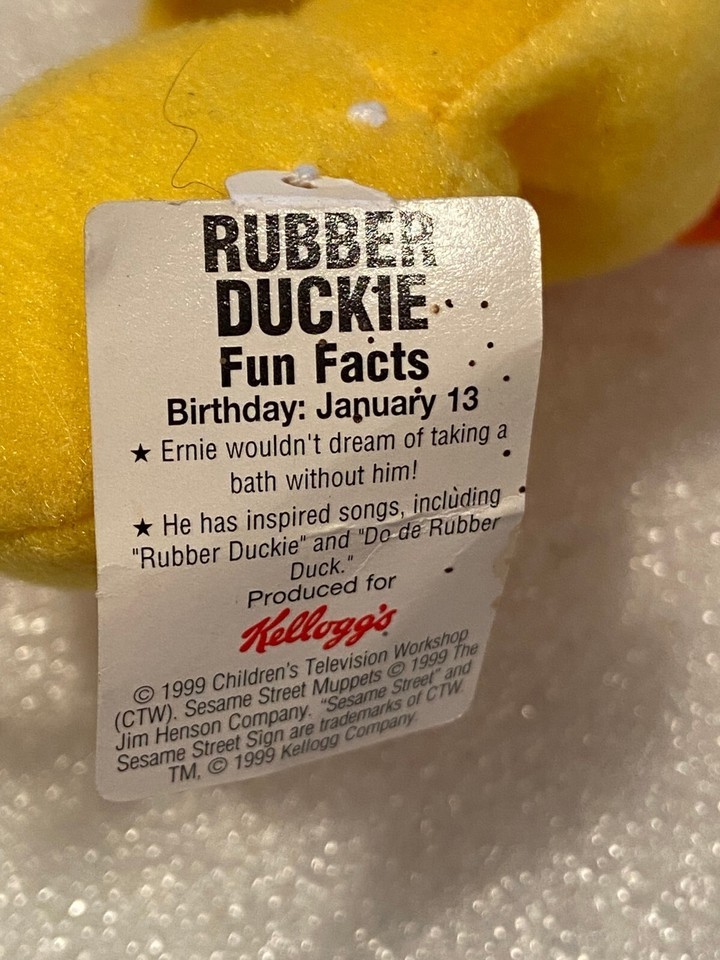 RUBBER
DUCKIE
Fun Facts
Birthday: January 13
★ Ernie wouldn't dream of taking a
bath without him!
★ He has inspired songs, including
"Rubber Duckie" and "Do de Rubber
Duck."
Produced for
Kellogg's
© 1999 Children's Television Workshop
(CTW). Sesame Street Muppets © 1999 The
Jim Henson Company. "Sesame Street" and
Sesame Street Sign are trademarks of CTW.
TM, © 1999 Kellogg Company.